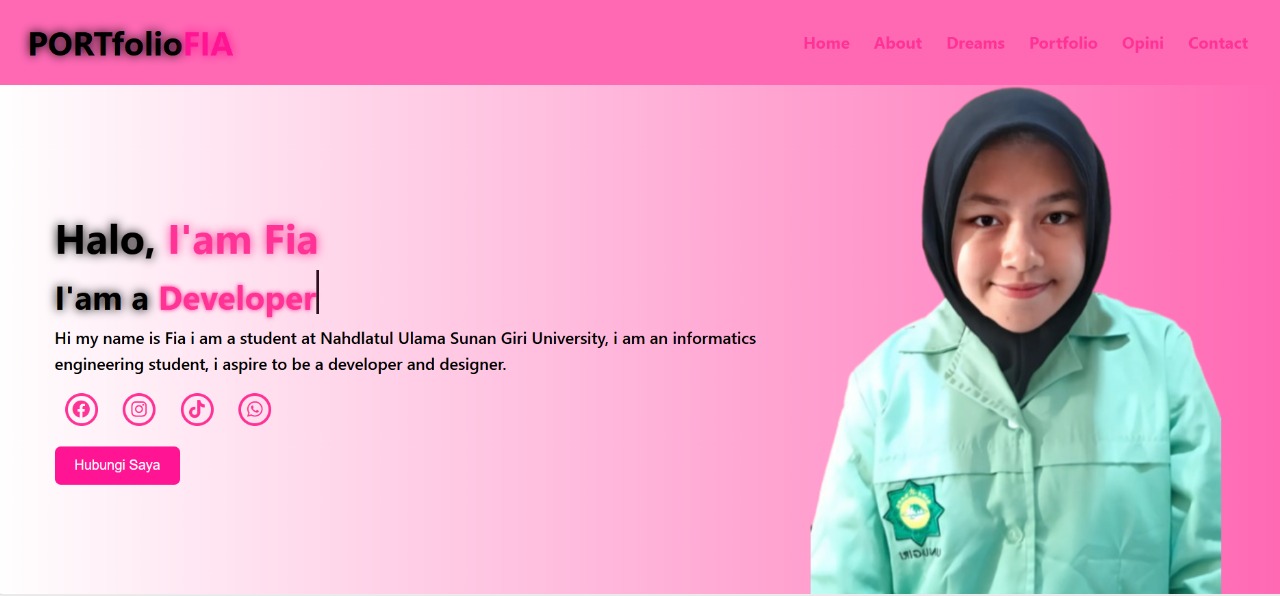 PORTfolioFIA
Home About Dreams Portfolio Opini Contact
Halo, I'am Fia
I'am a Developer
Hi my name is Fia i am a student at Nahdlatul Ulama Sunan Giri University, i am an informatics
engineering student, i aspire to be a developer and designer.
Hubungi Saya
UNUGIRI